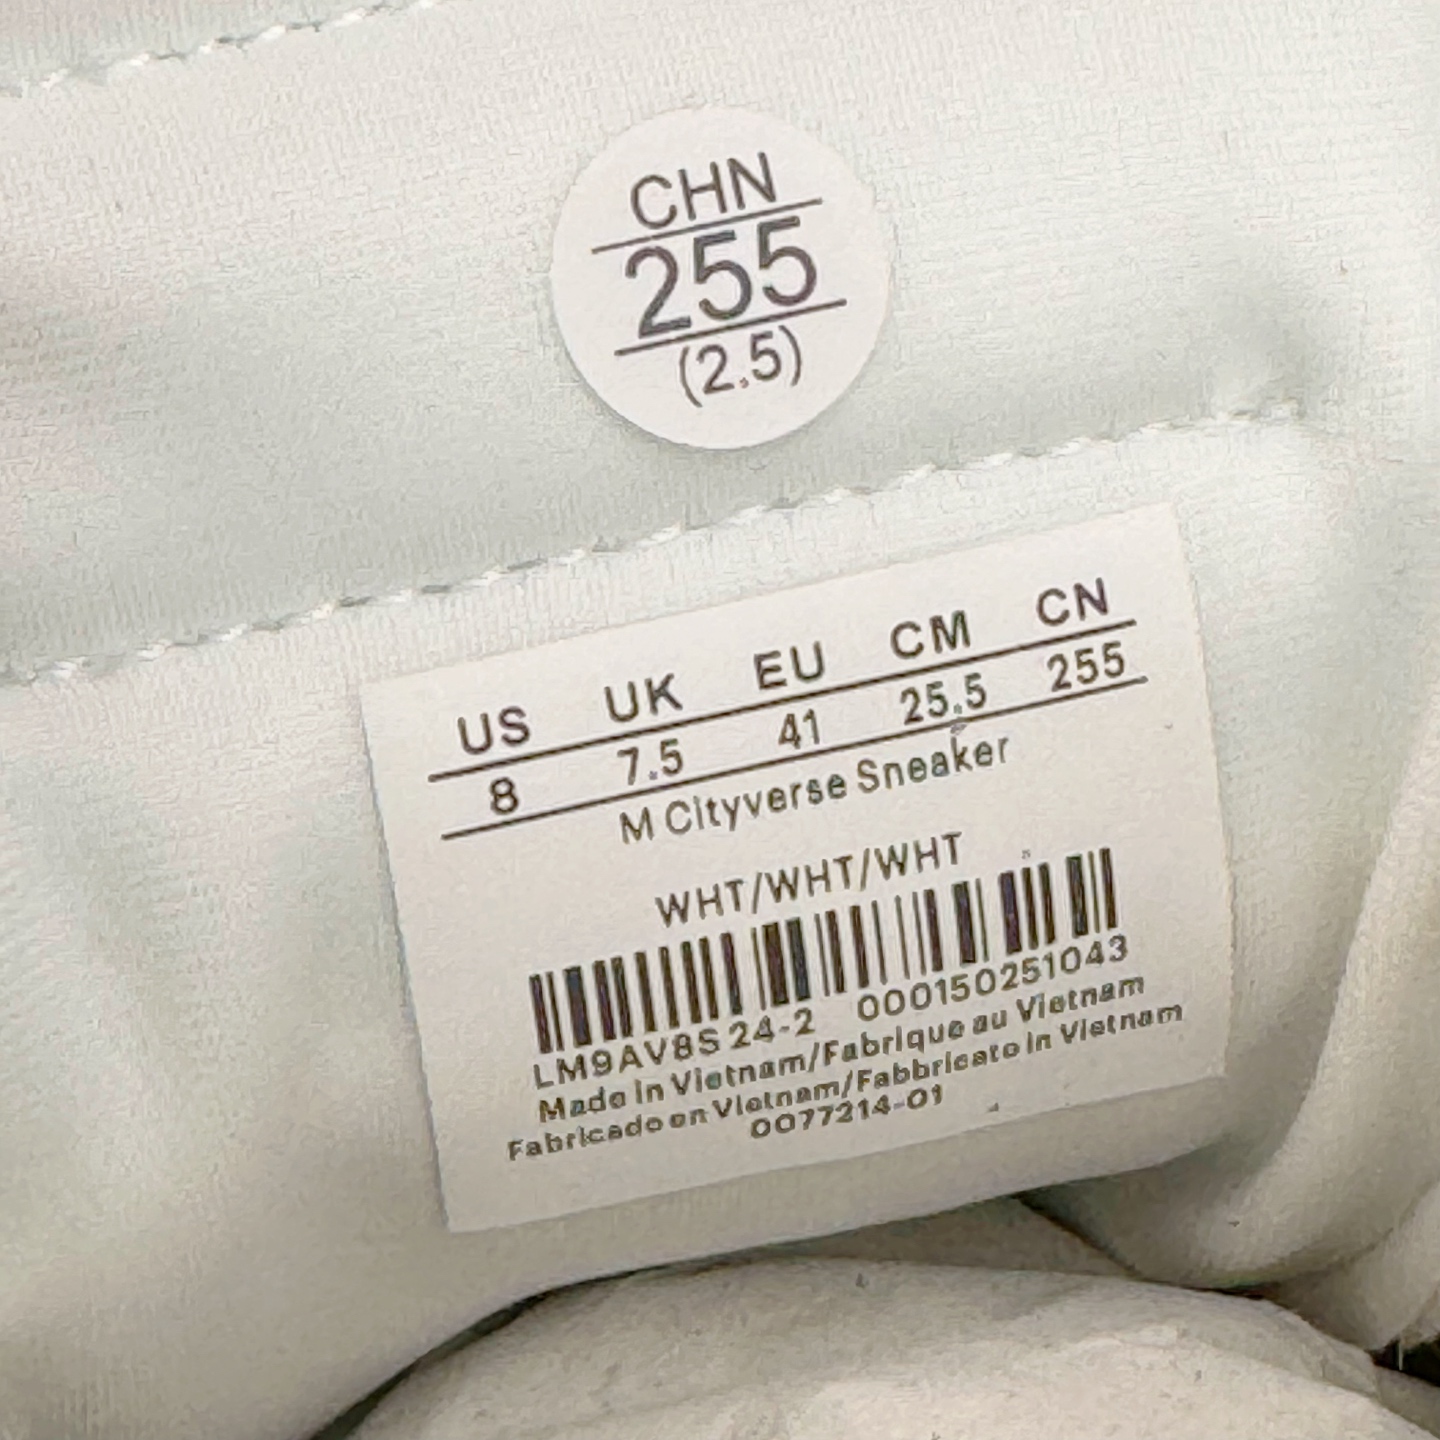 CHN
255
(2.5)
US UK EU CM CN
8 7.5 41 25.5 255
M Cityverse Sneaker
WHT/WHT/WHT
LM9AV8S 24-2 000150251043
Made in Vietnam/Fabrique au Vietnam
Fabricado en Vietnam/Fabbricato in Vietnam
0077214-01